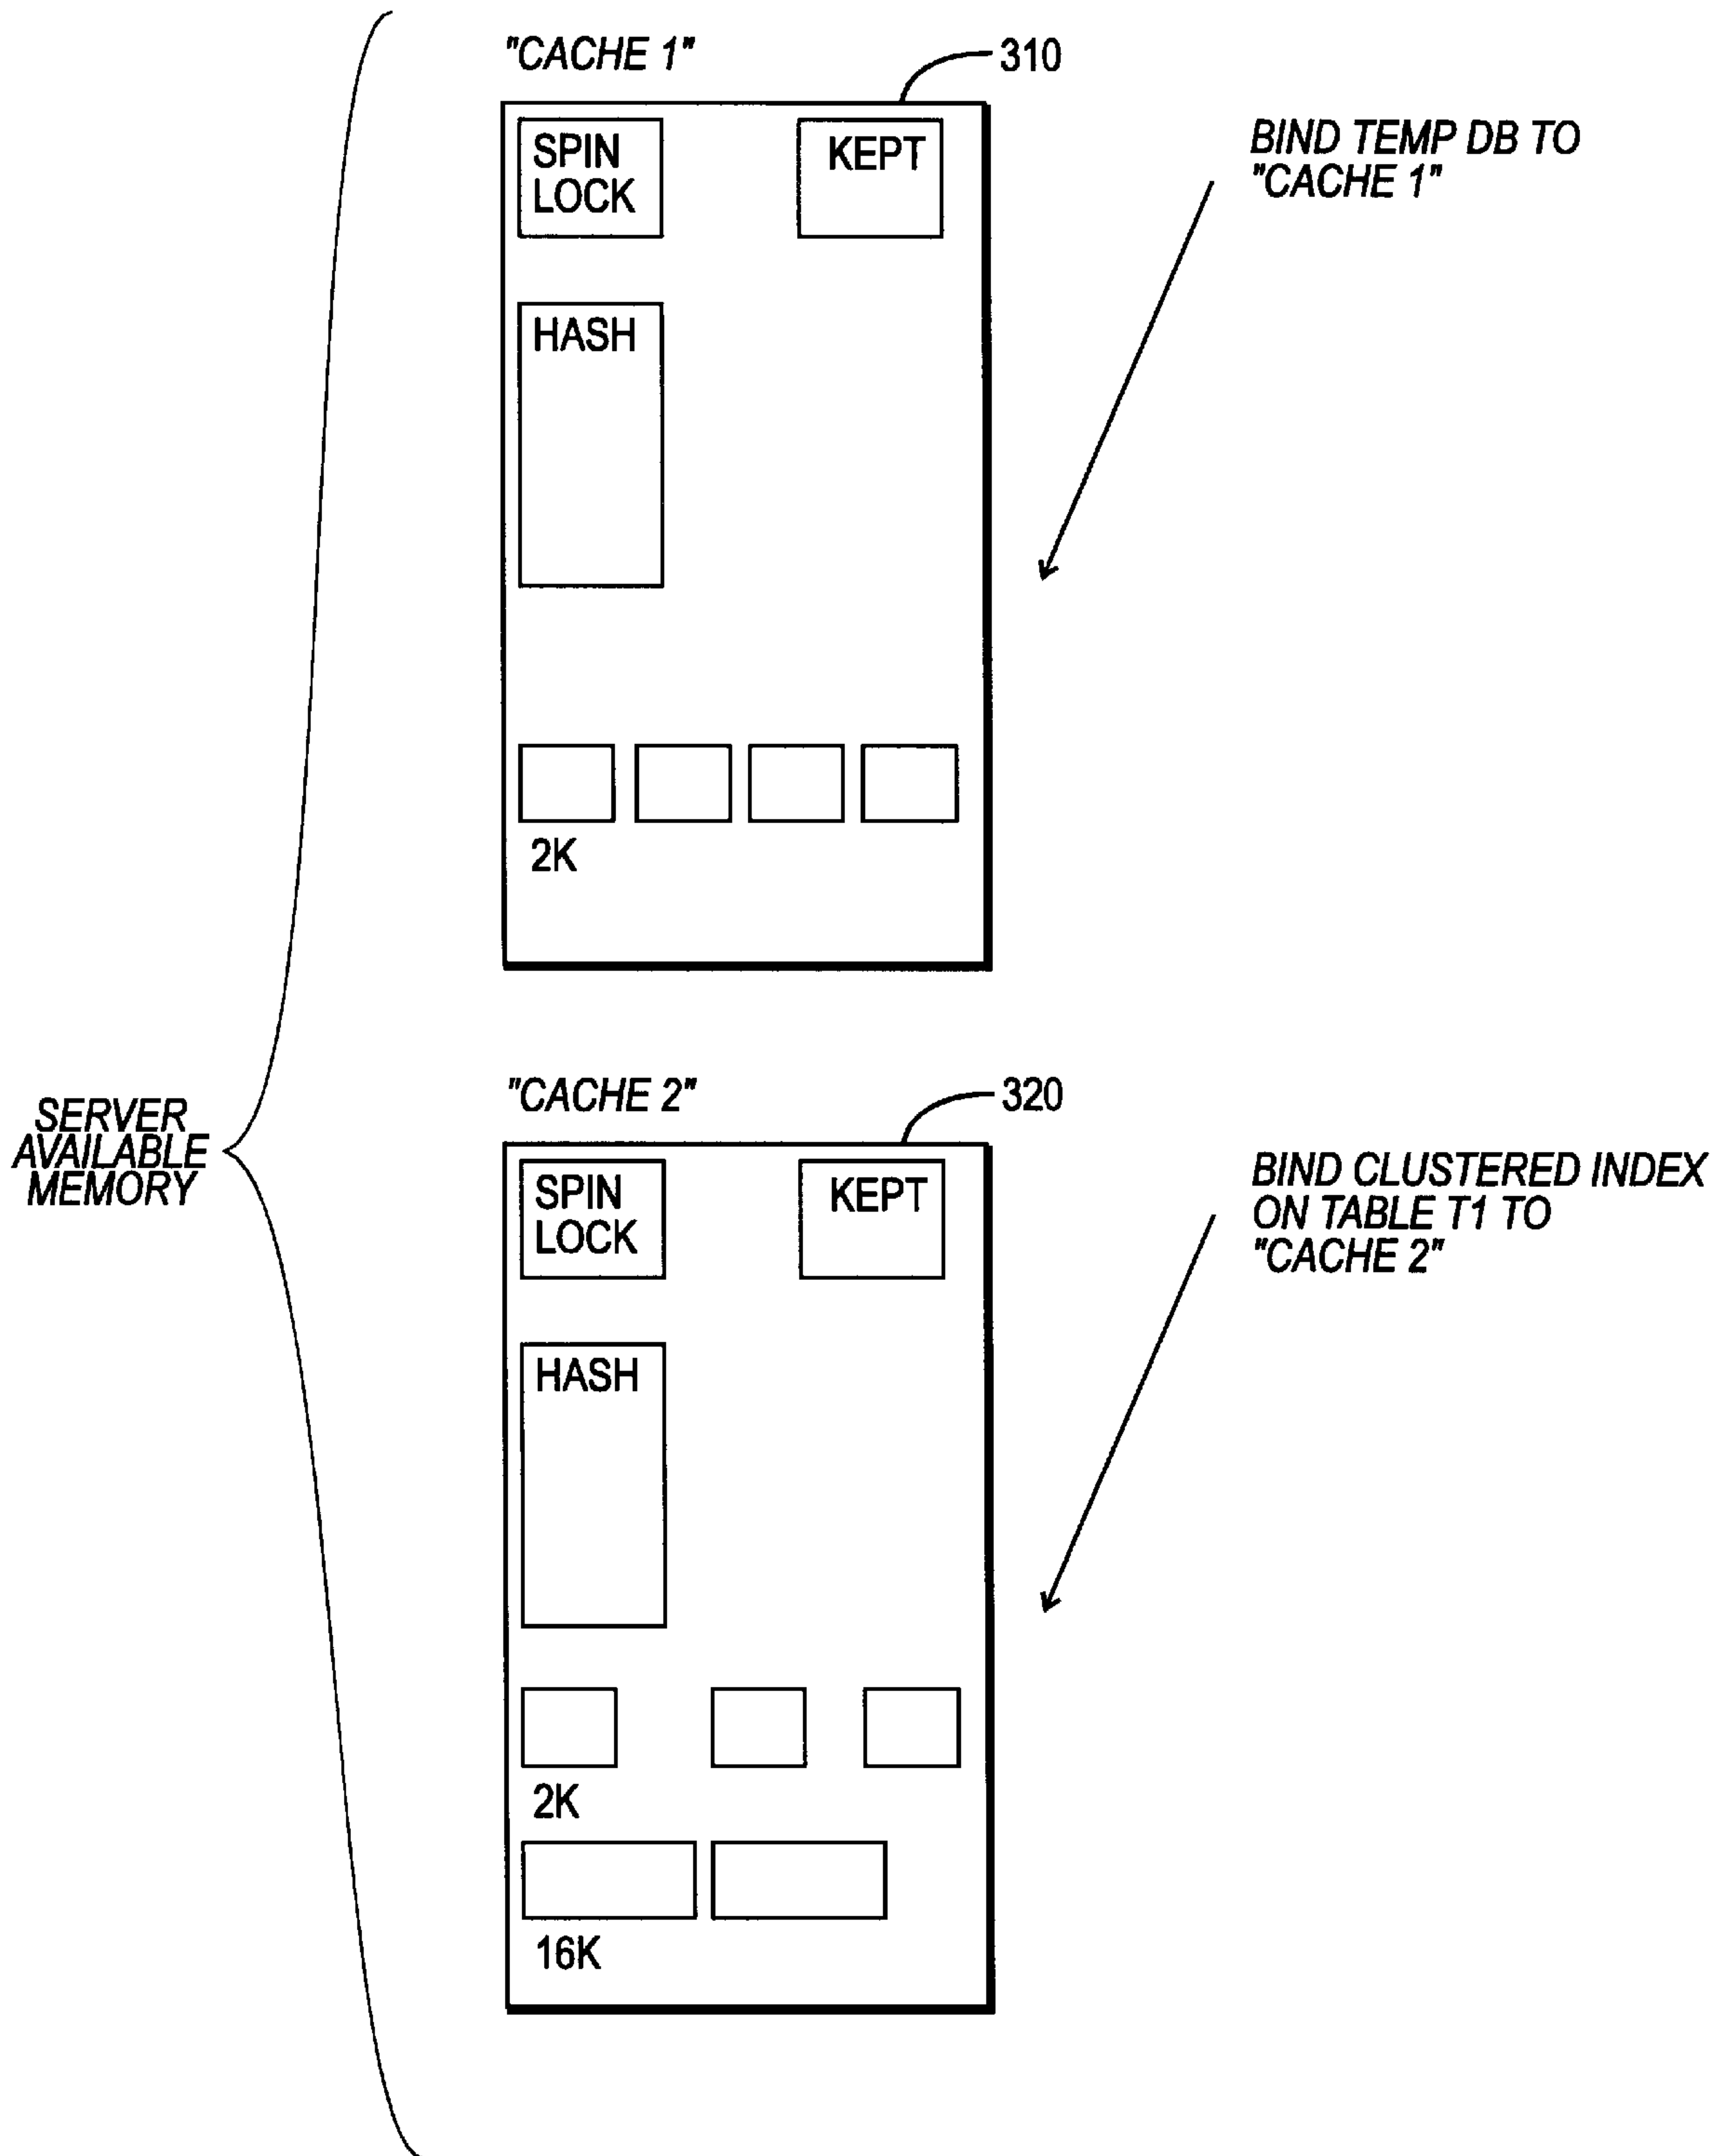 "CACHE 1"
310
SPIN
LOCK
KEPT
BIND TEMP DB TO
"CACHE 1"
HASH
2K
SERVER
AVAILABLE
MEMORY
"CACHE 2"
320
SPIN
LOCK
KEPT
BIND CLUSTERED INDEX
ON TABLE T1 TO
"CACHE 2"
HASH
2K
16K